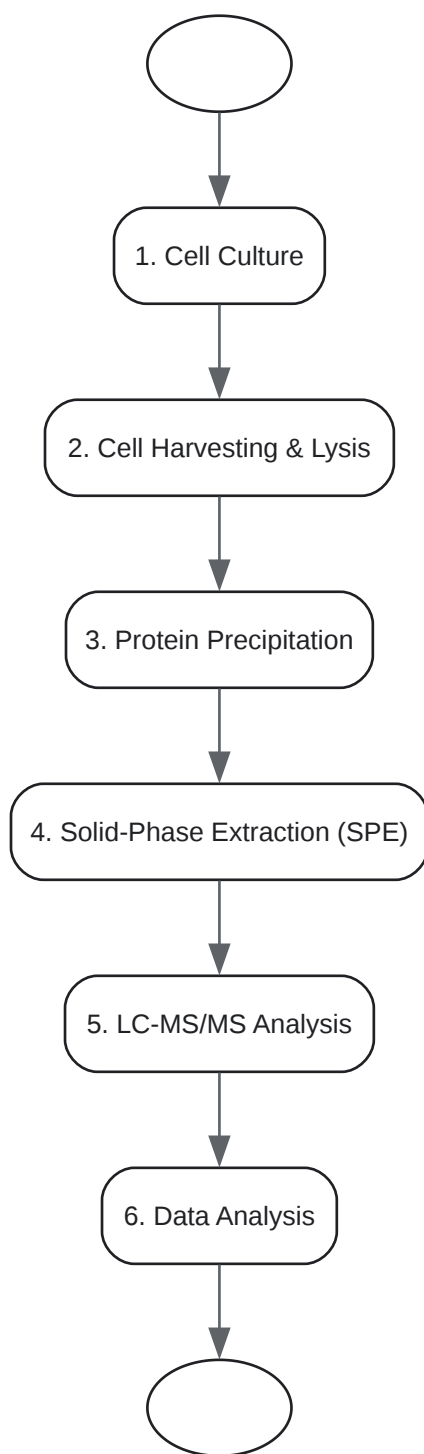 1. Cell Culture
2. Cell Harvesting & Lysis
3. Protein Precipitation
4. Solid-Phase Extraction (SPE)
5. LC-MS/MS Analysis
6. Data Analysis